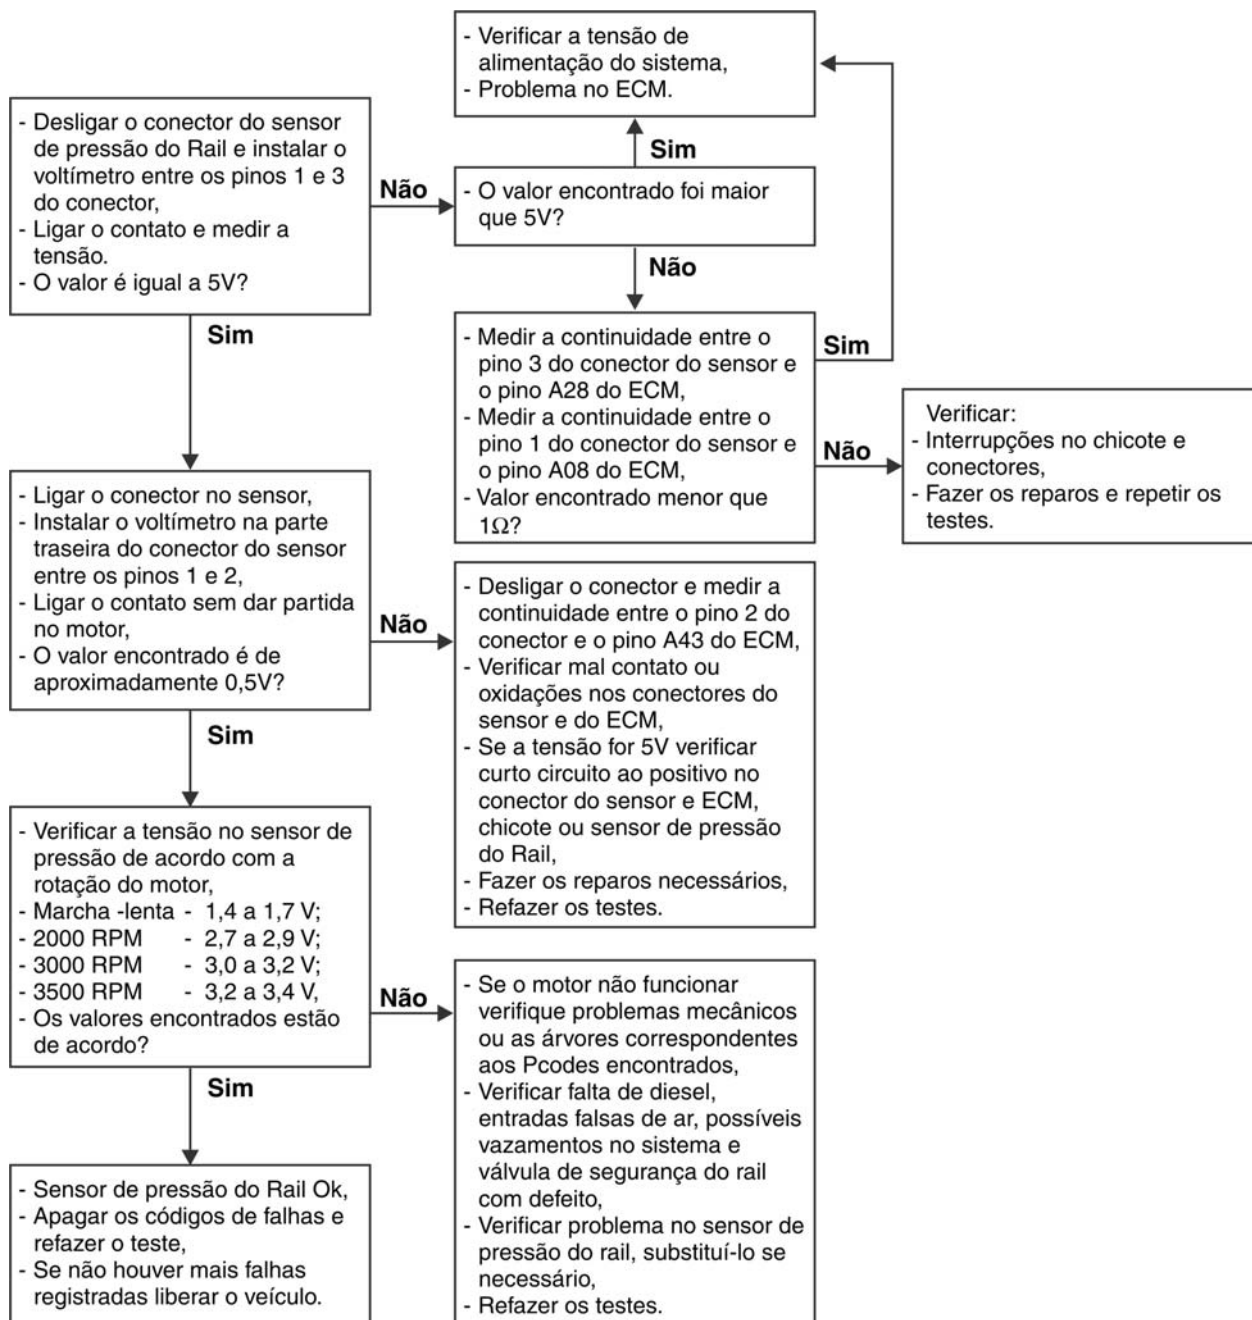 - Verificar a tensão de
alimentação do sistema,
- Problema no ECM.
- Desligar o conector do sensor
de pressão do Rail e instalar o
voltímetro entre os pinos 1 e 3
do conector,
- Ligar o contato e medir a
tensão.
- O valor é igual a 5V?
Não
Sim
- O valor encontrado foi maior
que 5V?
Não
Sim
- Medir a continuidade entre o
pino 3 do conector do sensor e
o pino A28 do ECM,
- Medir a continuidade entre o
pino 1 do conector do sensor e
o pino A08 do ECM,
- Valor encontrado menor que
1Ω?
Sim
Não
Verificar:
- Interrupções no chicote e
conectores,
- Fazer os reparos e repetir os
testes.
- Ligar o conector no sensor,
- Instalar o voltímetro na parte
traseira do conector do sensor
entre os pinos 1 e 2,
- Ligar o contato sem dar partida
no motor,
- O valor encontrado é de
aproximadamente 0,5V?
Não
Sim
- Desligar o conector e medir a
continuidade entre o pino 2 do
conector e o pino A43 do ECM,
- Verificar mal contato ou
oxidações nos conectores do
sensor e do ECM,
- Se a tensão for 5V verificar
curto circuito ao positivo no
conector do sensor e ECM,
chicote ou sensor de pressão
do Rail,
- Fazer os reparos necessários,
- Refazer os testes.
- Verificar a tensão no sensor de
pressão de acordo com a
rotação do motor,
- Marcha -lenta - 1,4 a 1,7 V;
- 2000 RPM - 2,7 a 2,9 V;
- 3000 RPM - 3,0 a 3,2 V;
- 3500 RPM - 3,2 a 3,4 V,
- Os valores encontrados estão
de acordo?
Não
Sim
- Se o motor não funcionar
verifique problemas mecânicos
ou as árvores correspondentes
aos Pcodes encontrados,
- Verificar falta de diesel,
entradas falsas de ar, possíveis
vazamentos no sistema e
válvula de segurança do rail
com defeito,
- Verificar problema no sensor de
pressão do rail, substituí-lo se
necessário,
- Refazer os testes.
- Sensor de pressão do Rail Ok,
- Apagar os códigos de falhas e
refazer o teste,
- Se não houver mais falhas
registradas liberar o veículo.